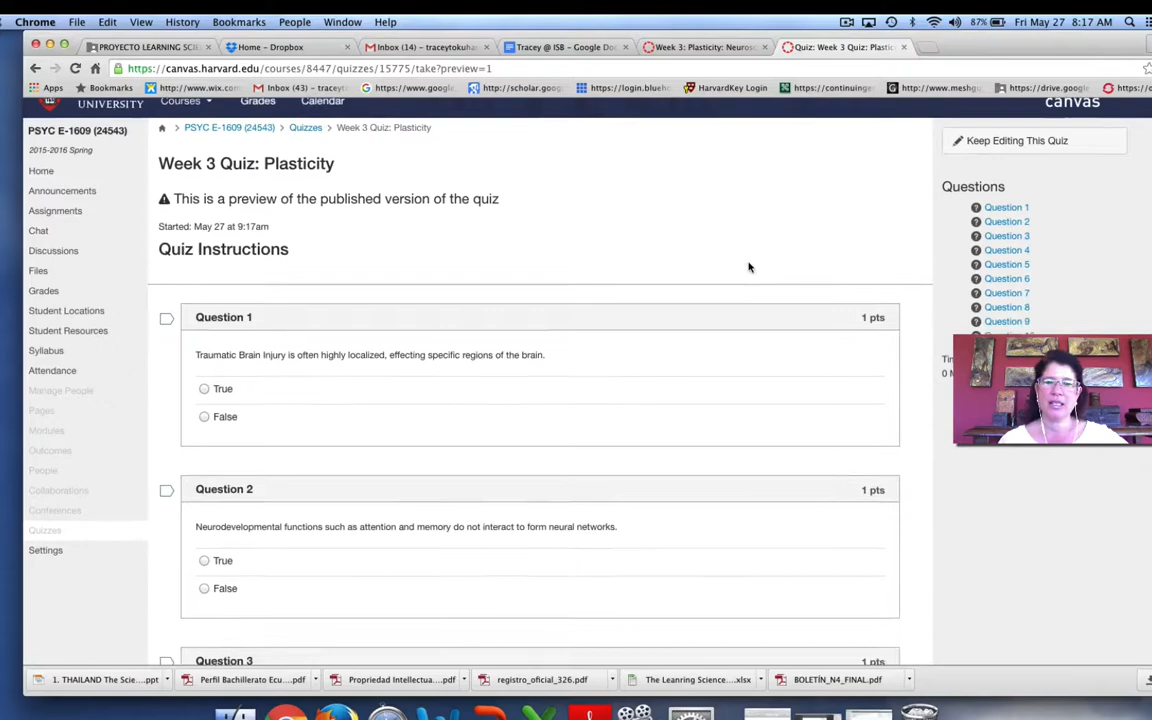 Chrome File Edit View History Bookmarks People Window Help 87% Fri May 27 8:17 AM
PROYECTO LEARNING SCI Home – Dropbox Inbox (14) – traceytokuha Tracey @ ISB – Google Doc Week 3: Plasticity: Neuros Quiz: Week 3 Quiz: Plastic
https://canvas.harvard.edu/courses/8447/quizzes/15775/take?preview=1
Apps Bookmarks http://www.wix.co Inbox (43) – tracey https://www.google http://scholar.goog https://login.blueh HarvardKey Login https://continuing http://www.meshg https://drive.google https://
UNIVERSITY Courses Grades Calendar canvas
PSYC E-1609 (24543) PSYC E-1609 (24543) > Quizzes > Week 3 Quiz: Plasticity
Keep Editing This Quiz
2015-2016 Spring
Week 3 Quiz: Plasticity
This is a preview of the published version of the quiz
Started: May 27 at 9:17am
Quiz Instructions
Home
Announcements
Assignments
Chat
Discussions
Files
Grades
Student Locations
Student Resources
Syllabus
Attendance
Manage People
Pages
Modules
Outcomes
People
Collaborations
Conferences
Quizzes
Settings
Question 1 1 pts
Traumatic Brain Injury is often highly localized, effecting specific regions of the brain.
True
False
Question 2 1 pts
Neurodevelopmental functions such as attention and memory do not interact to form neural networks.
True
False
Question 3 1 pts
Questions
Question 1
Question 2
Question 3
Question 4
Question 5
Question 6
Question 7
Question 8
Question 9
1. THAILAND The Scie....ppt Perfil Bachillerato Ecu....pdf Propriedad Intelectua....pdf registro_oficial_326.pdf The Leanring Science....xlsx BOLETÍN_N4_FINAL.pdf